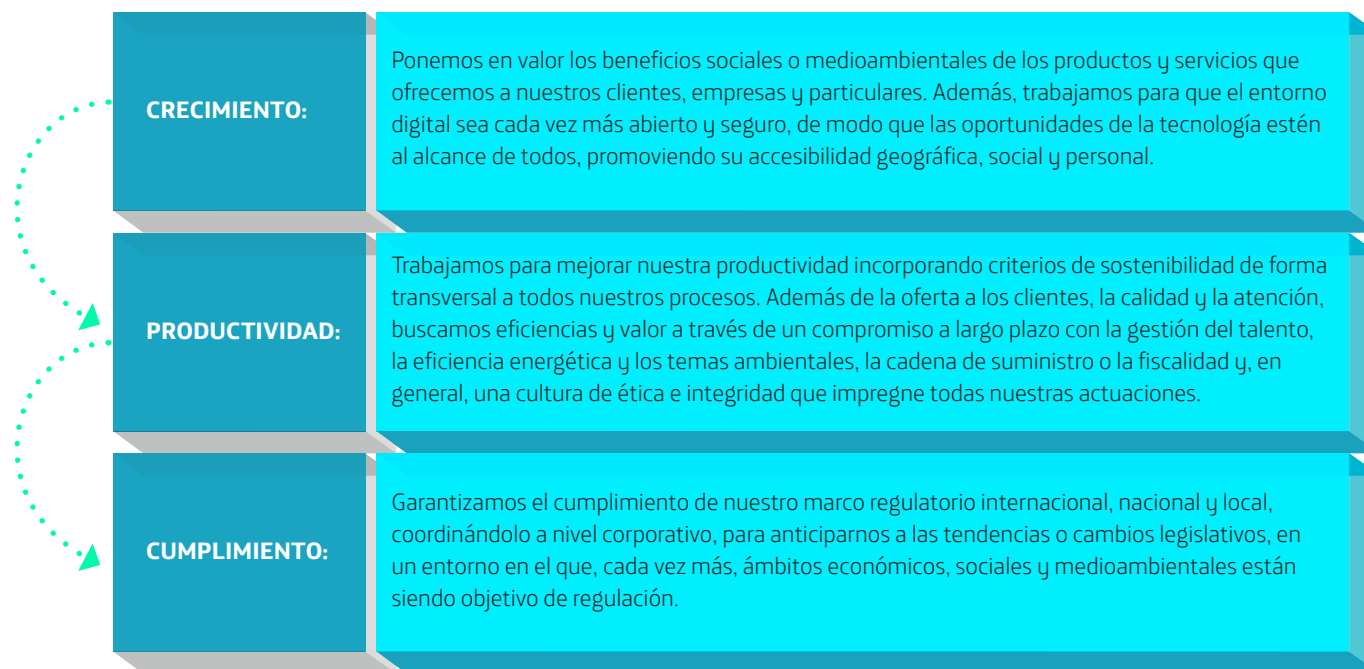 CRECIMIENTO:
Ponemos en valor los beneficios sociales o medioambientales de los productos y servicios que
ofrecemos a nuestros clientes, empresas y particulares. Además, trabajamos para que el entorno
digital sea cada vez más abierto y seguro, de modo que las oportunidades de la tecnología estén
al alcance de todos, promoviendo su accesibilidad geográfica, social y personal.
PRODUCTIVIDAD:
Trabajamos para mejorar nuestra productividad incorporando criterios de sostenibilidad de forma
transversal a todos nuestros procesos. Además de la oferta a los clientes, la calidad y la atención,
buscamos eficiencias y valor a través de un compromiso a largo plazo con la gestión del talento,
la eficiencia energética y los temas ambientales, la cadena de suministro o la fiscalidad y, en
general, una cultura de ética e integridad que impregne todas nuestras actuaciones.
CUMPLIMIENTO:
Garantizamos el cumplimiento de nuestro marco regulatorio internacional, nacional y local,
coordinándolo a nivel corporativo, para anticiparnos a las tendencias o cambios legislativos, en
un entorno en el que, cada vez más, ámbitos económicos, sociales y medioambientales están
siendo objetivo de regulación.